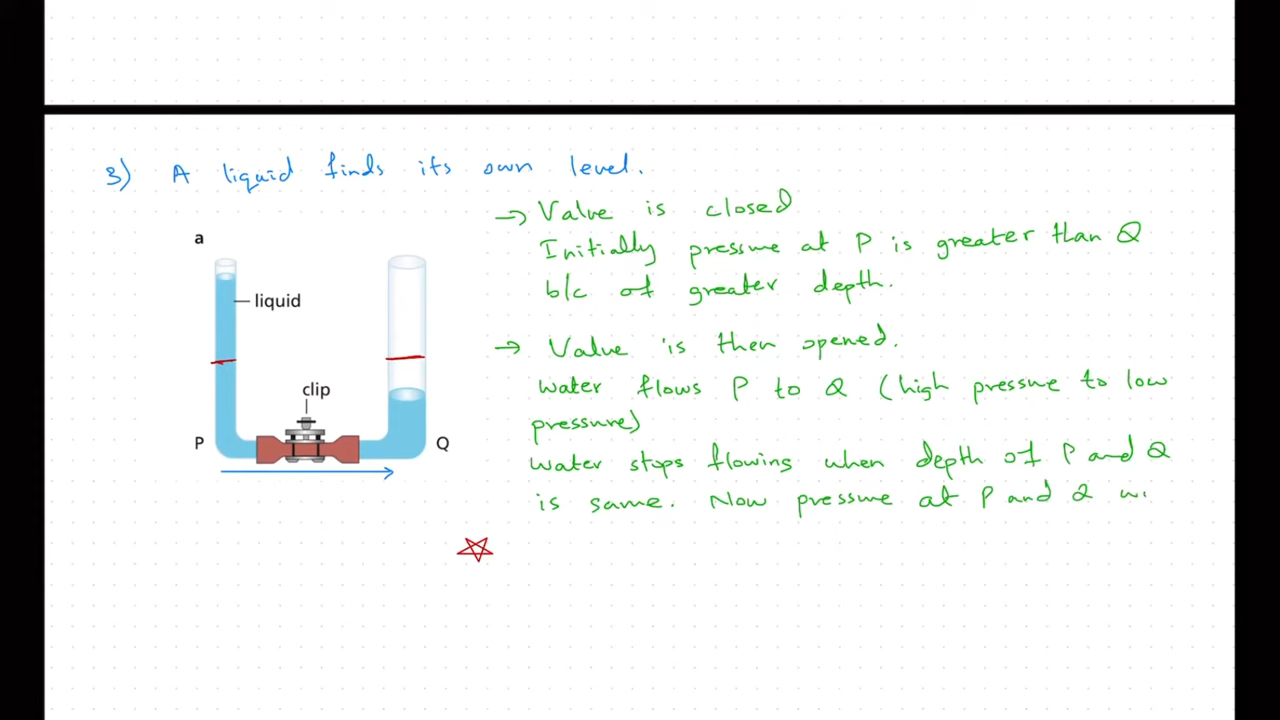 3) A liquid finds its own level.
a
liquid
clip
P
Q
→ Value is closed
Initially pressure at P is greater than Q
b/c of greater depth.
→ Value is then opened.
Water flows P to Q (high pressure to low
pressure)
Water stops flowing when depth of P and Q
is same. Now pressure at P and Q